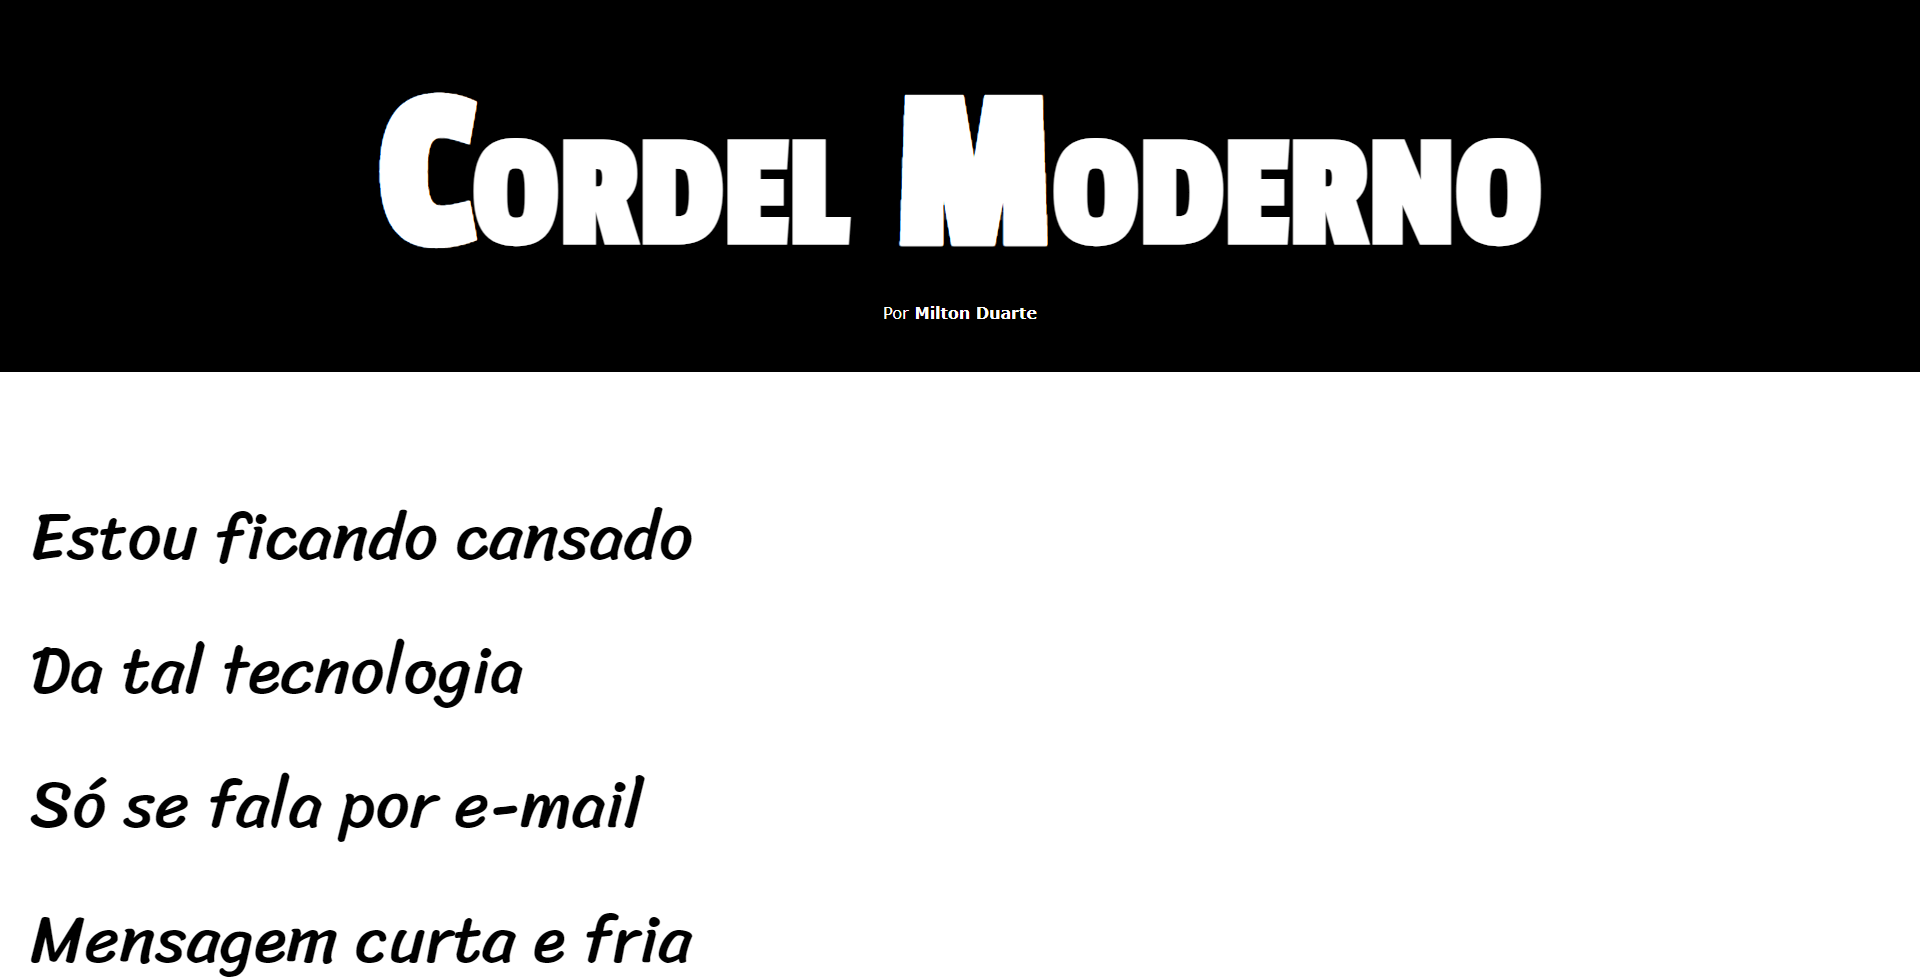 Cordel Moderno
Por Milton Duarte
Estou ficando cansado
Da tal tecnologia
Só se fala por e-mail
Mensagem curta e fria